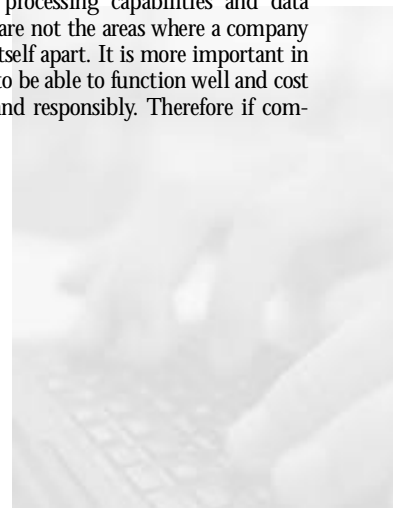 processing capabilities and data
are not the areas where a company
itself apart. It is more important in
to be able to function well and cost
and responsibly. Therefore if com-